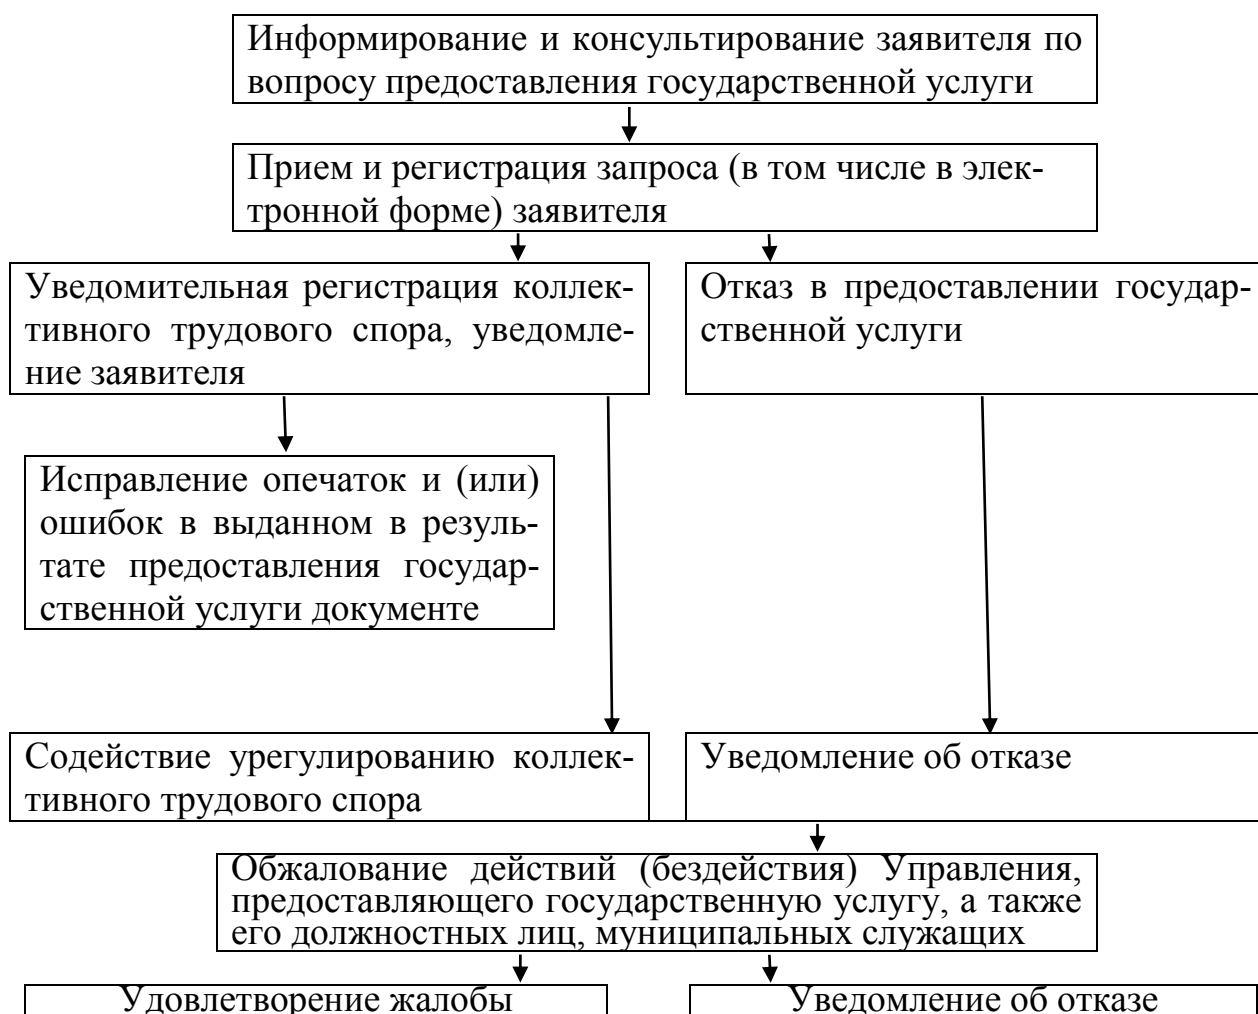 Информирование и консультирование заявителя по
вопросу предоставления государственной услуги
Прием и регистрация запроса (в том числе в элек-
тронной форме) заявителя
Уведомительная регистрация коллек-
тивного трудового спора, уведомле-
ние заявителя
Отказ в предоставлении государ-
ственной услуги
Исправление опечаток и (или)
ошибок в выданном в резуль-
тате предоставления государ-
ственной услуги документе
Содействие урегулированию коллек-
тивного трудового спора
Уведомление об отказе
Обжалование действий (бездействия) Управления,
предоставляющего государственную услугу, а также
его должностных лиц, муниципальных служащих
Удовлетворение жалобы
Уведомление об отказе